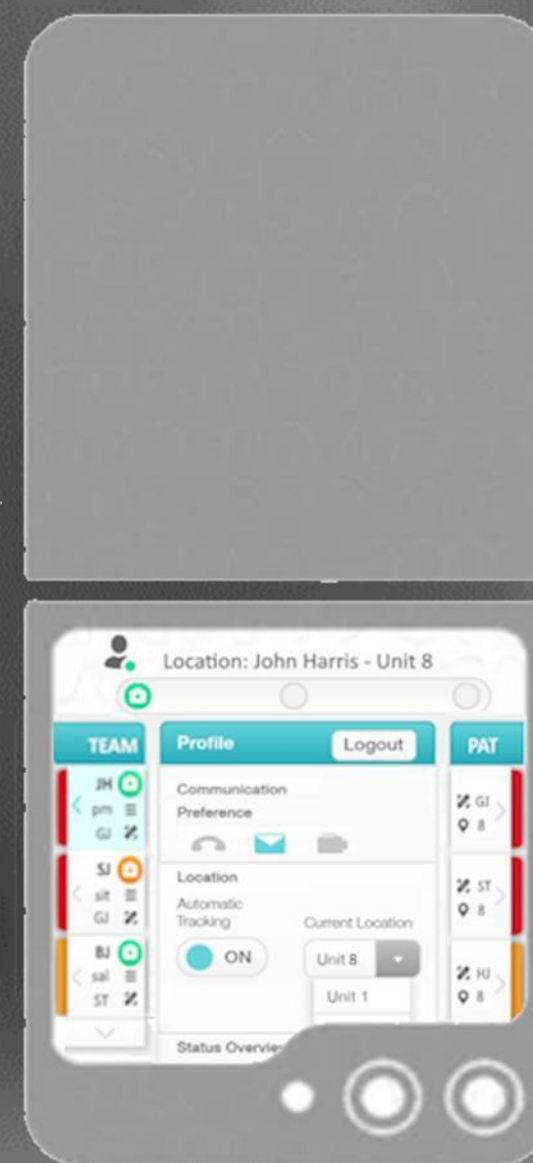 Location: John Harris - Unit 8
TEAM
JH
pm
GJ
SJ
sit
GJ
BJ
sal
ST
Profile
Logout
Communication
Preference
Location
Automatic
Tracking
ON
Current Location
Unit 8
Unit 1
Status Overview
PAT
GJ
8
ST
8
HJ
8